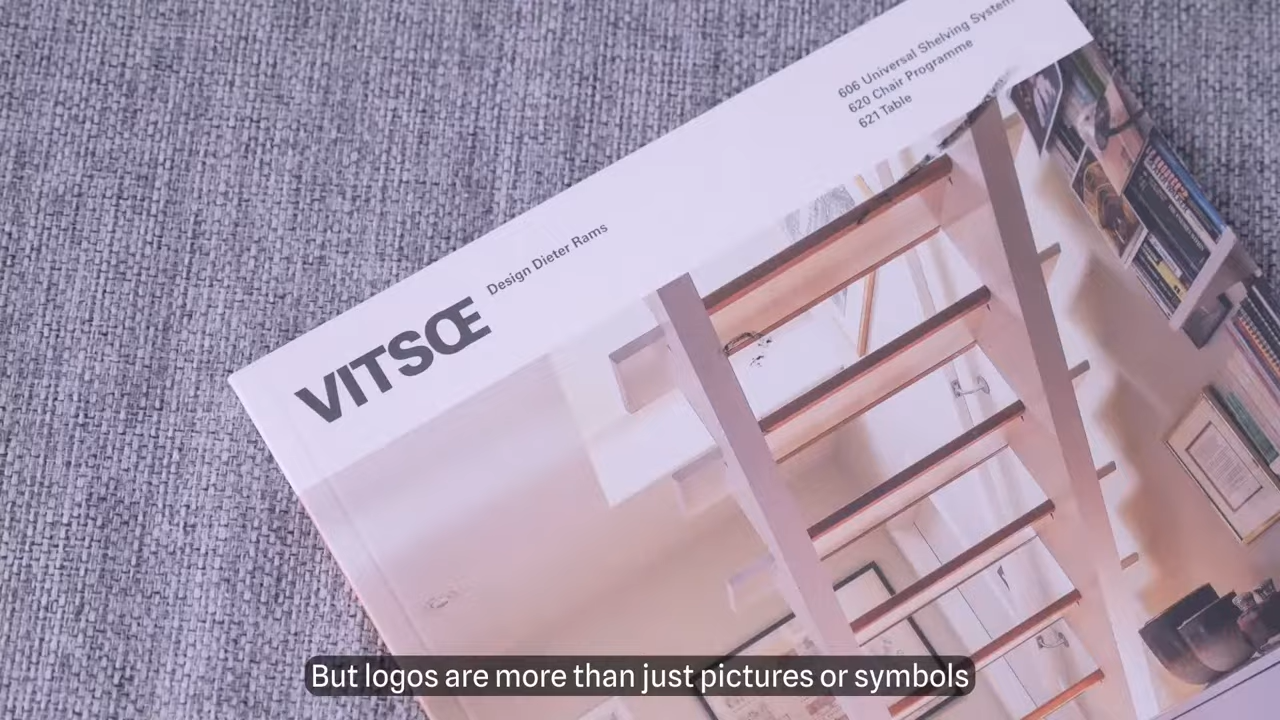 606 Universal Shelving System
620 Chair Programme
621 Table
Design Dieter Rams
VITSŒ
But logos are more than just pictures or symbols